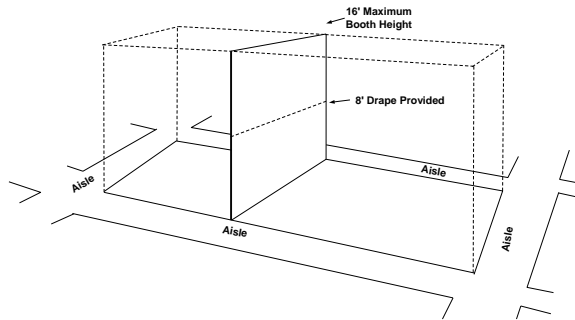 16' Maximum
Booth Height
8' Drape Provided
Aisle
Aisle
Aisle
Aisle